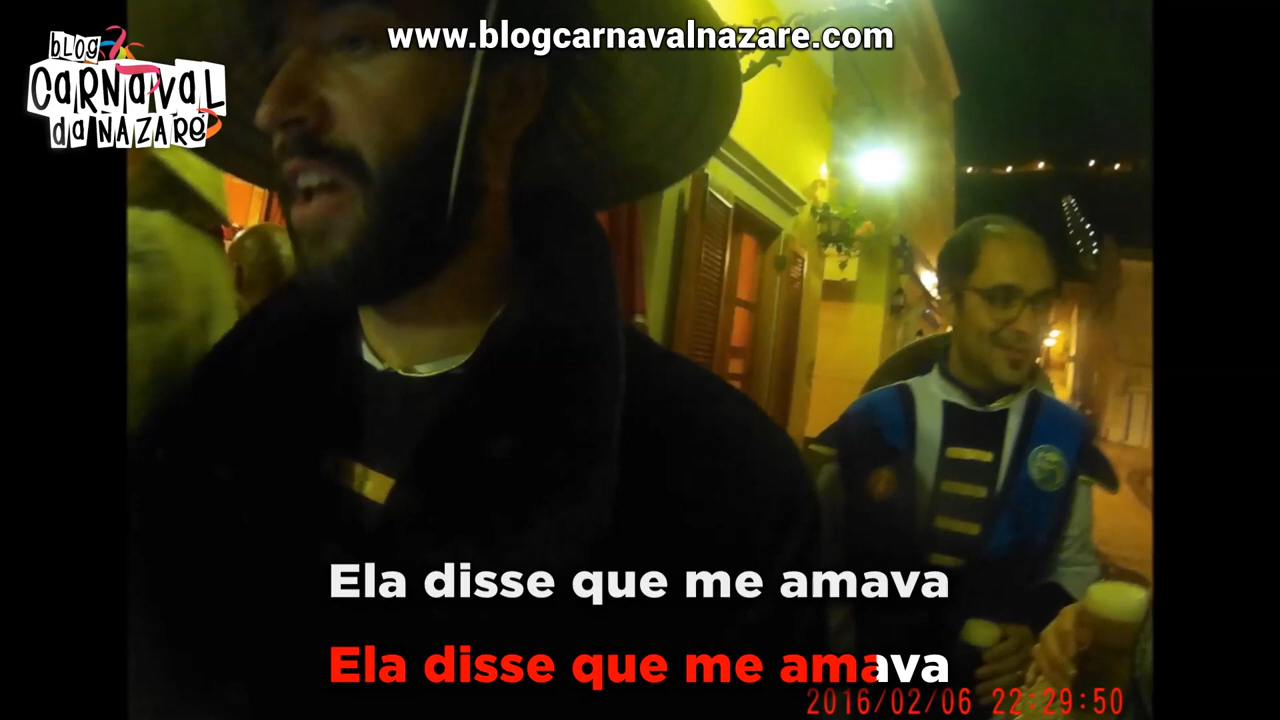 www.blogcarnavalnazare.com
BLOG
CARNAVAL
da NAZARÉ
Ela disse que me amava
Ela disse que me amava
2016/02/06 22:29:50